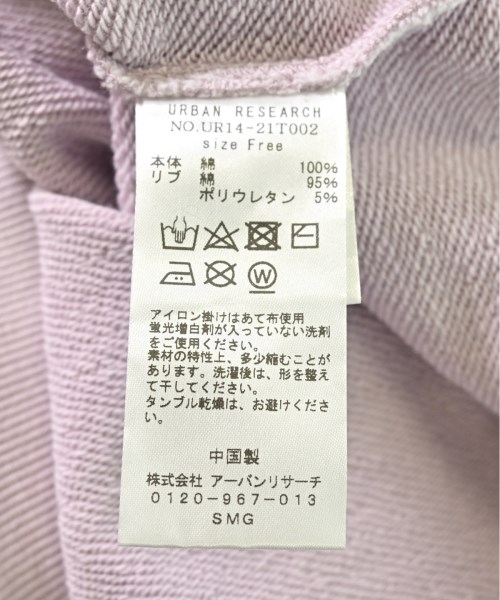 URBAN RESEARCH
NO.UR14-21T002
size Free
本体 綿 100%
リブ 綿 95%
ポリウレタン 5%
W
アイロン掛けはあて布使用
蛍光増白剤が入っていない洗剤
をご使用ください。
素材の特性上、多少縮むことが
あります。洗濯後は、形を整え
て干してください。
タンブル乾燥は、お避けくださ
い。
中国製
株式会社 アーバンリサーチ
0120-967-013
SMG